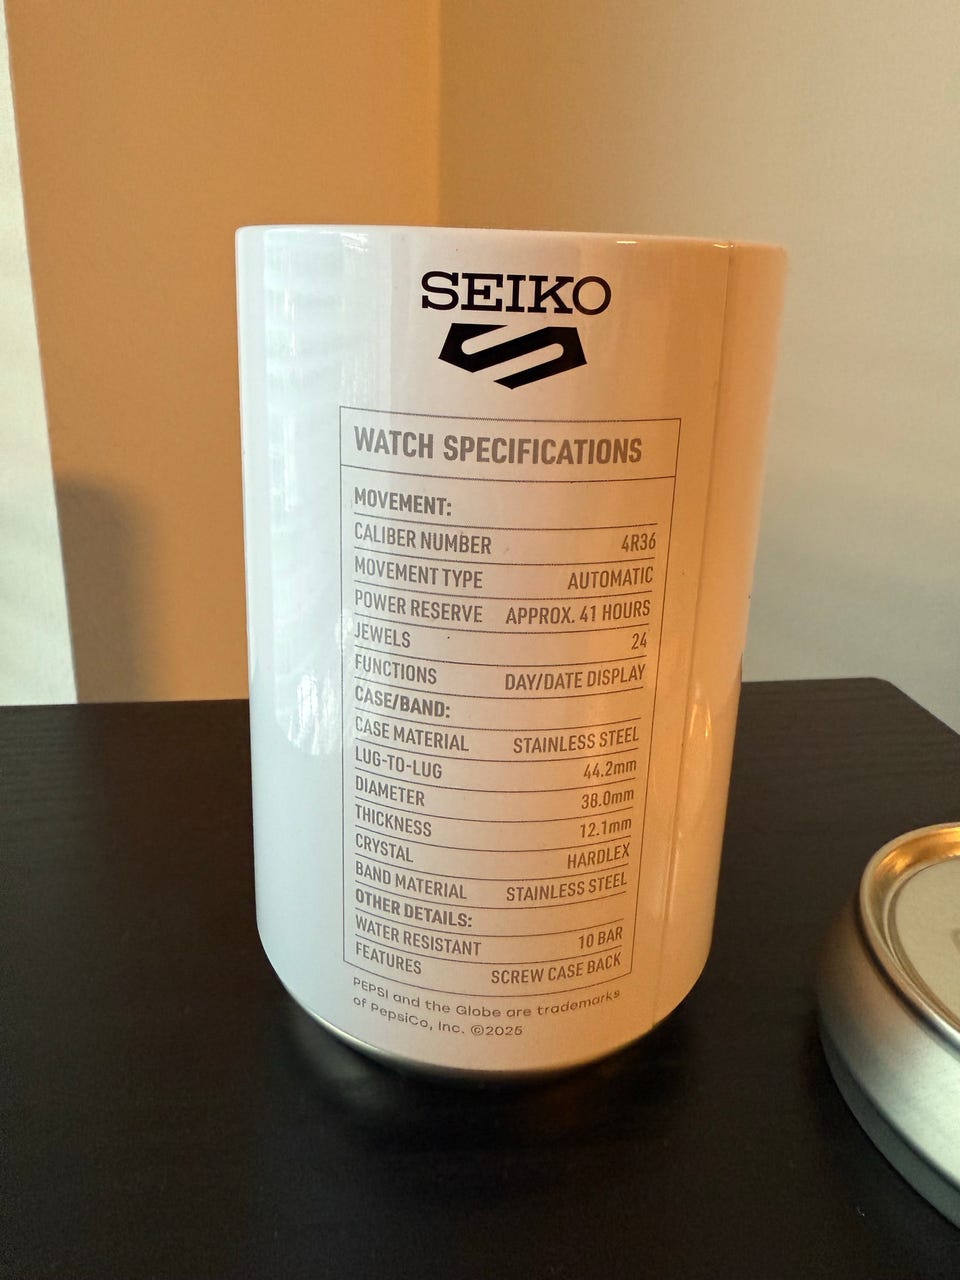 SEIKO
WATCH SPECIFICATIONS
MOVEMENT:
CALIBER NUMBER 4R36
MOVEMENT TYPE AUTOMATIC
POWER RESERVE APPROX. 41 HOURS
JEWELS 24
FUNCTIONS DAY/DATE DISPLAY
CASE/BAND:
CASE MATERIAL STAINLESS STEEL
LUG-TO-LUG 44.2mm
DIAMETER 38.0mm
THICKNESS 12.1mm
CRYSTAL HARDLEX
BAND MATERIAL STAINLESS STEEL
OTHER DETAILS:
WATER RESISTANT 10 BAR
FEATURES SCREW CASE BACK
PEPSI and the Globe are trademarks
of PepsiCo, Inc. ©2025